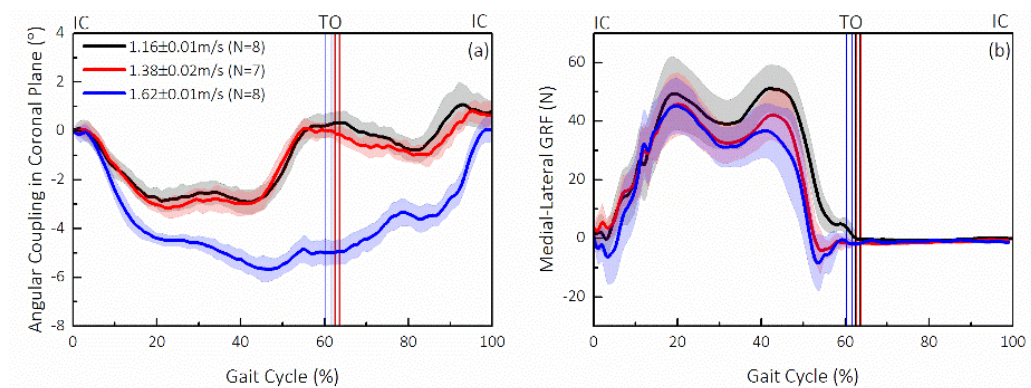 IC TO IC
(a)
1.16±0.01m/s (N=8)
1.38±0.02m/s (N=7)
1.62±0.01m/s (N=8)
Angular Coupling in Coronal Plane (°)
4
2
0
-2
-4
-6
-8
0 20 40 60 80 100
Gait Cycle (%)
IC TO IC
(b)
Medial-Lateral GRF (N)
60
40
20
0
-20
0 20 40 60 80 100
Gait Cycle (%)